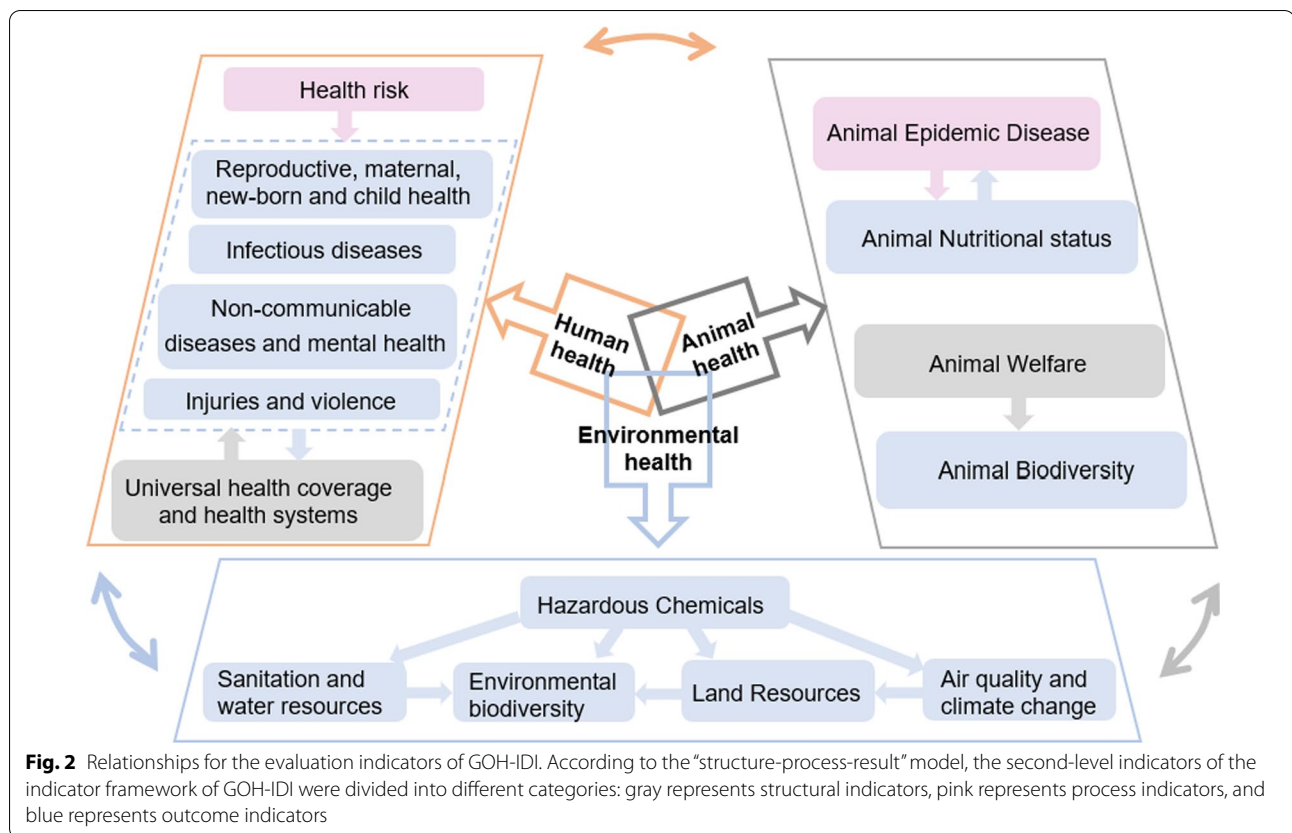 Health risk
Reproductive, maternal,
new-born and child health
Infectious diseases
Non-communicable
diseases and mental health
Injuries and violence
Universal health coverage
and health systems
Human
health
Animal
health
Environmental
health
Animal Epidemic Disease
Animal Nutritional status
Animal Welfare
Animal Biodiversity
Hazardous Chemicals
Sanitation and
water resources
Environmental
biodiversity
Land Resources
Air quality and
climate change
Fig. 2 Relationships for the evaluation indicators of GOH-IDI. According to the “structure-process-result” model, the second-level indicators of the
indicator framework of GOH-IDI were divided into different categories: gray represents structural indicators, pink represents process indicators, and
blue represents outcome indicators